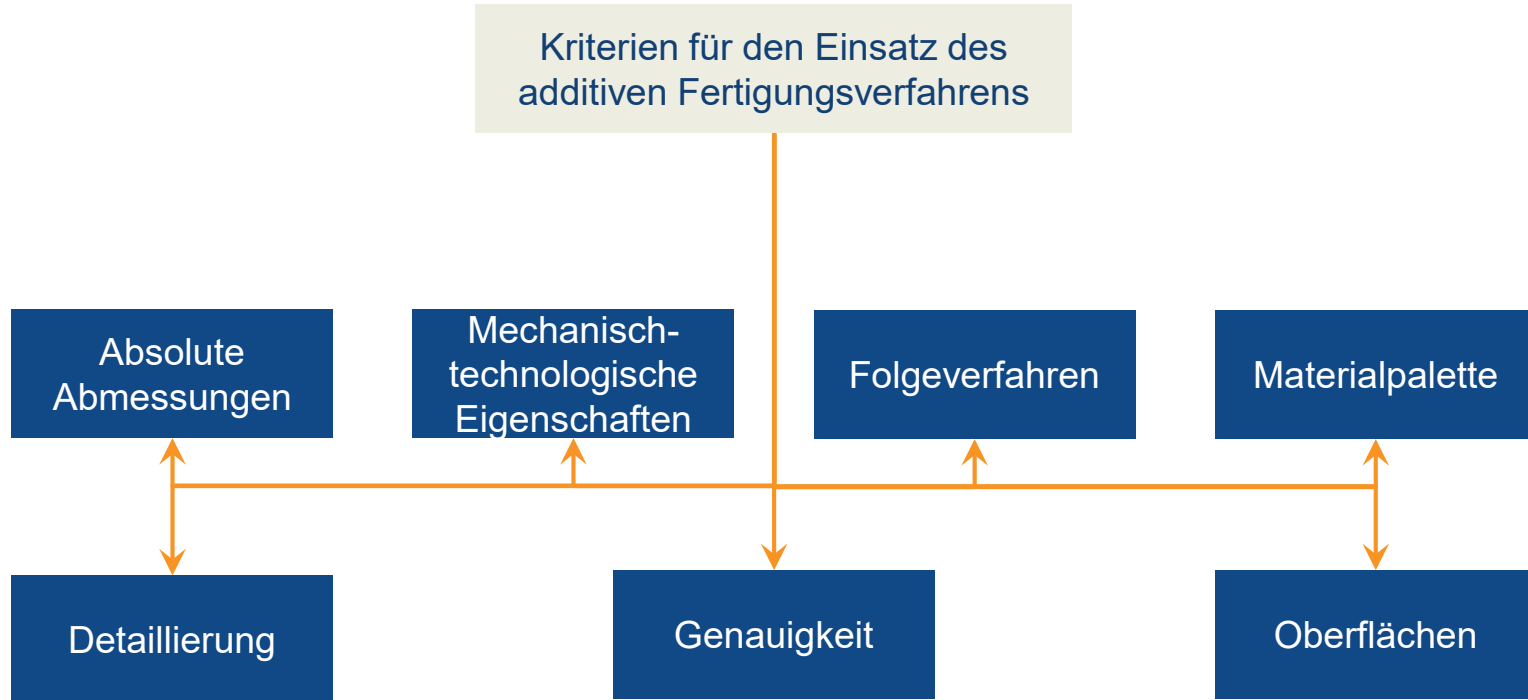 Kriterien für den Einsatz des
additiven Fertigungsverfahrens
Absolute
Abmessungen
Mechanisch-
technologische
Eigenschaften
Folgeverfahren
Materialpalette
Detaillierung
Genauigkeit
Oberflächen